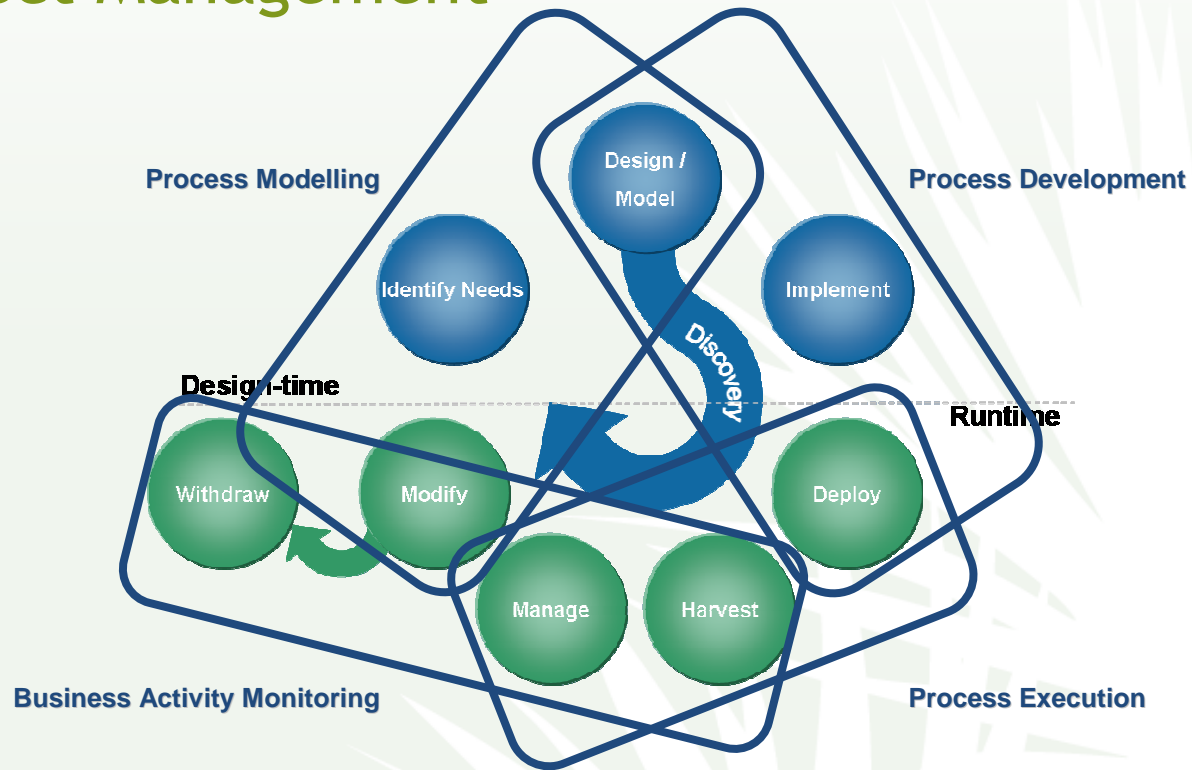 Management
Process Modelling
Design /
Model
Process Development
Identify Needs
Implement
Discovery
Design-time
Runtime
Withdraw
Modify
Deploy
Manage
Harvest
Business Activity Monitoring
Process Execution